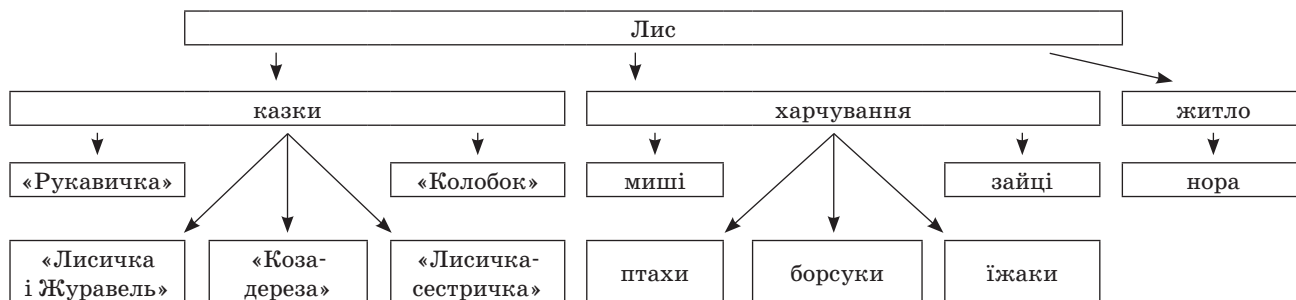 Лис
казки
харчування
житло
«Рукавичка»
«Колобок»
миші
зайці
нора
«Лисичка
і Журавель»
«Коза-
дереза»
«Лисичка-
сестричка»
птахи
борсуки
їжаки